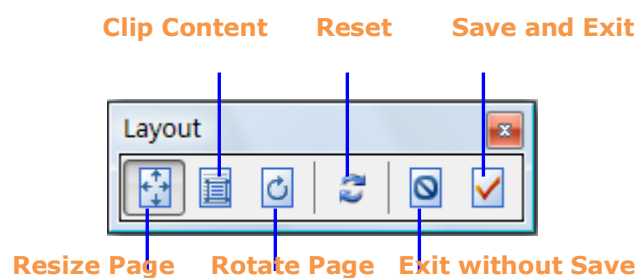 Clip Content Reset Save and Exit
Layout
Resize Page Rotate Page Exit without Save